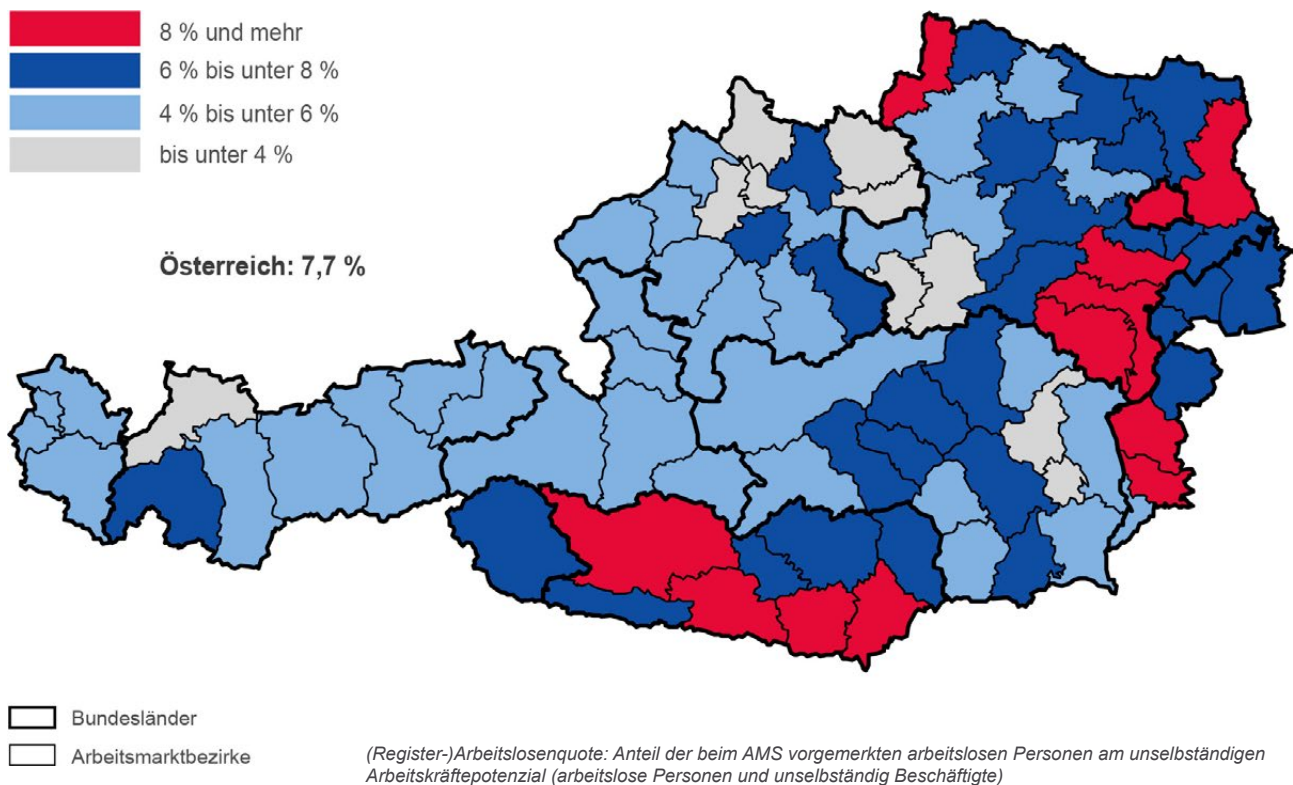 8 % und mehr
6 % bis unter 8 %
4 % bis unter 6 %
bis unter 4 %
Österreich: 7,7 %
Bundesländer
Arbeitsmarktbezirke
(Register-)Arbeitslosenquote: Anteil der beim AMS vorgemerkten arbeitslosen Personen am unselbständigen
Arbeitskräftepotenzial (arbeitslose Personen und unselbständig Beschäftigte)